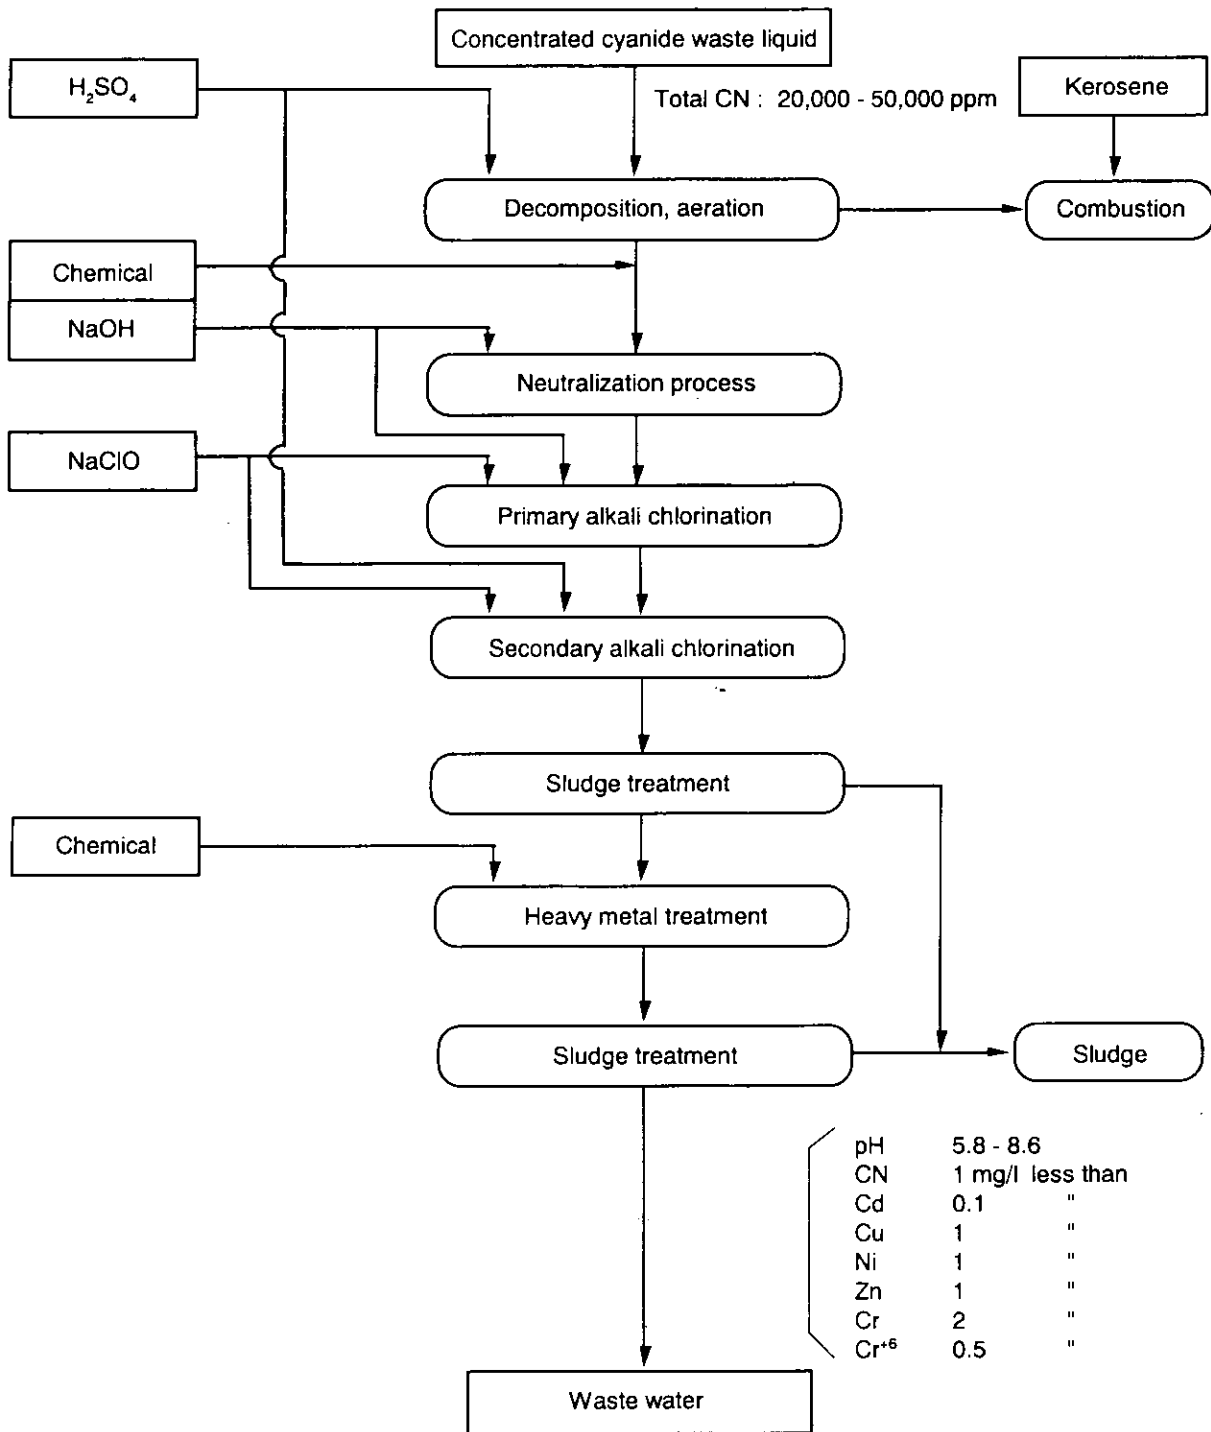 Concentrated cyanide waste liquid
H₂SO₄
Total CN : 20,000 - 50,000 ppm
Kerosene
Decomposition, aeration
Combustion
Chemical
NaOH
Neutralization process
NaClO
Primary alkali chlorination
Secondary alkali chlorination
Sludge treatment
Chemical
Heavy metal treatment
Sludge treatment
Sludge
pH 5.8 - 8.6
CN 1 mg/l less than
Cd 0.1 "
Cu 1 "
Ni 1 "
Zn 1 "
Cr 2 "
Cr⁺⁶ 0.5 "
Waste water